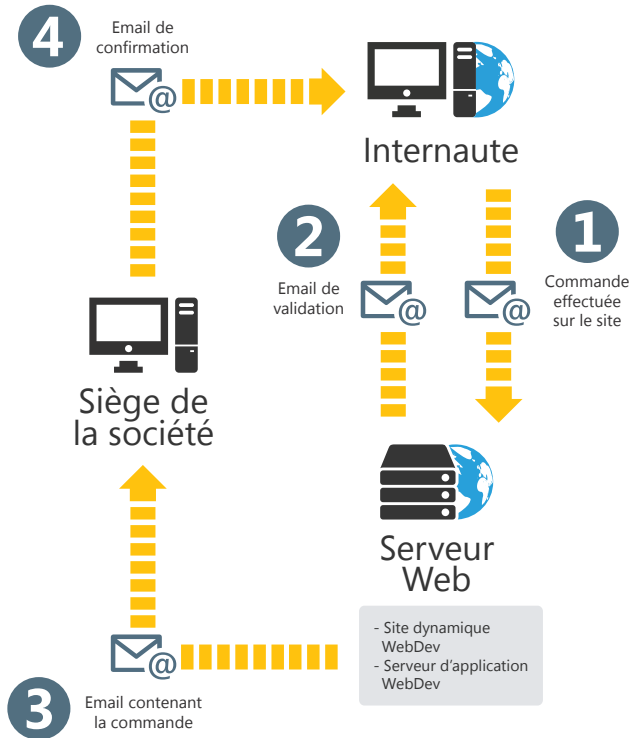 4
Email de
confirmation
@
Internaute
2
Email de
validation
@
1
Commande
effectuée
sur le site
@
Siège de
la société
Serveur
Web
- Site dynamique
WebDev
- Serveur d'application
WebDev
@
3
Email contenant
la commande